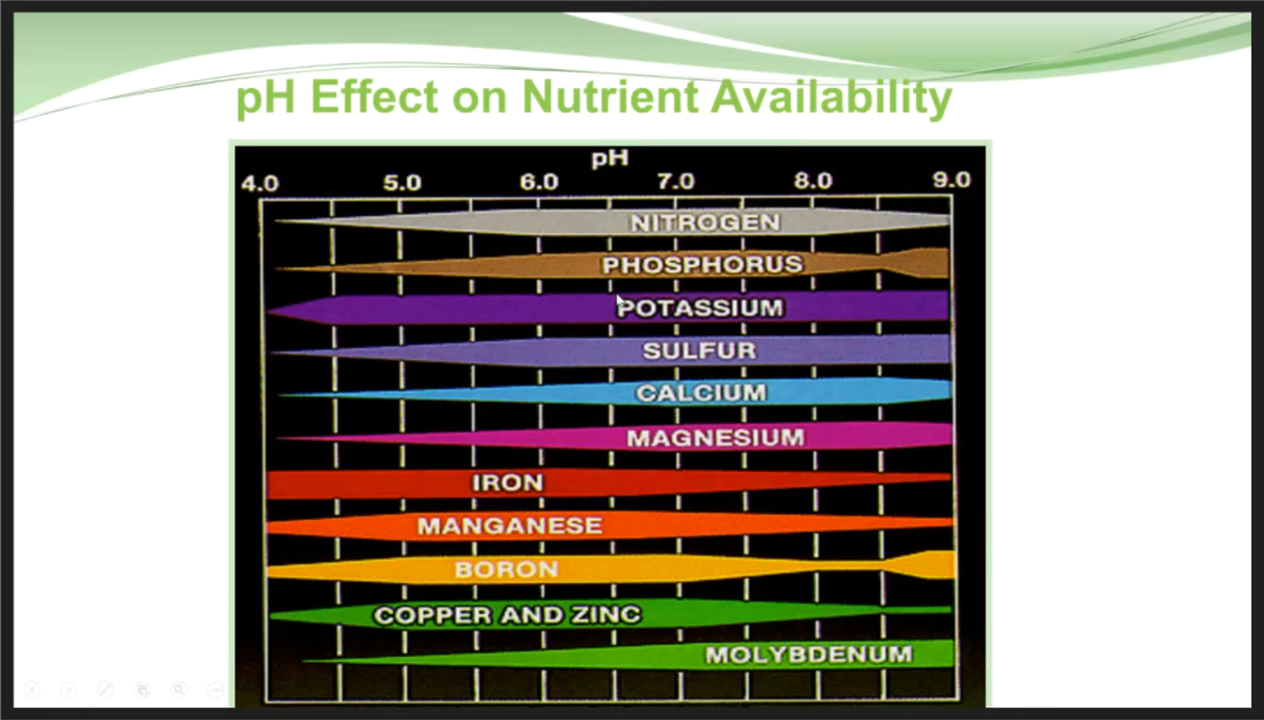 pH Effect on Nutrient Availability
pH
4.0 5.0 6.0 7.0 8.0 9.0
NITROGEN
PHOSPHORUS
POTASSIUM
SULFUR
CALCIUM
MAGNESIUM
IRON
MANGANESE
BORON
COPPER AND ZINC
MOLYBDENUM